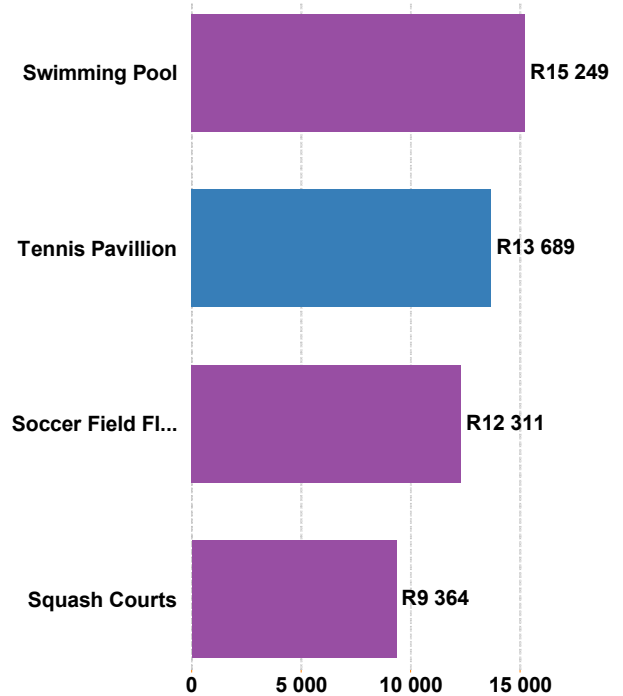 Swimming Pool
R15 249
Tennis Pavillion
R13 689
Soccer Field Fl...
R12 311
Squash Courts
R9 364
0 5 000 10 000 15 000